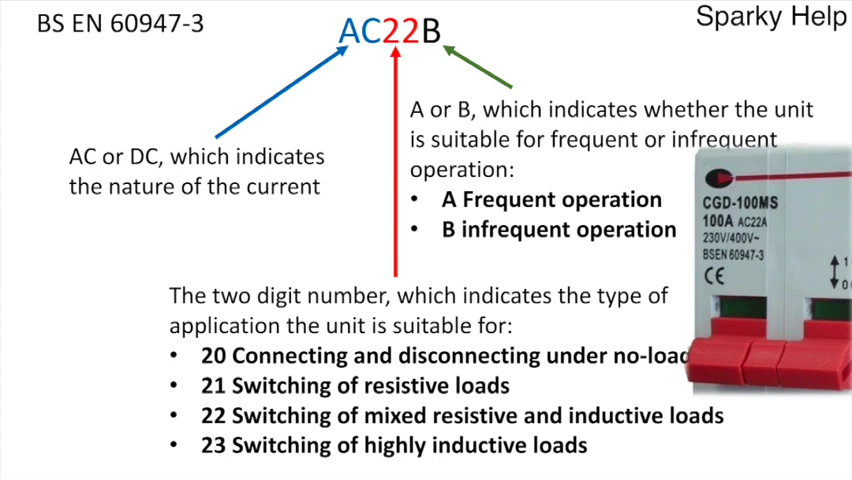 BS EN 60947-3
AC22B
Sparky Help
A or B, which indicates whether the unit
is suitable for frequent or infrequent
operation:
• A Frequent operation
• B infrequent operation
AC or DC, which indicates
the nature of the current
CGD-100MS
100A AC22A
230V/400V~
BSEN 60947-3
CE
1
0
The two digit number, which indicates the type of
application the unit is suitable for:
• 20 Connecting and disconnecting under no-load
• 21 Switching of resistive loads
• 22 Switching of mixed resistive and inductive loads
• 23 Switching of highly inductive loads